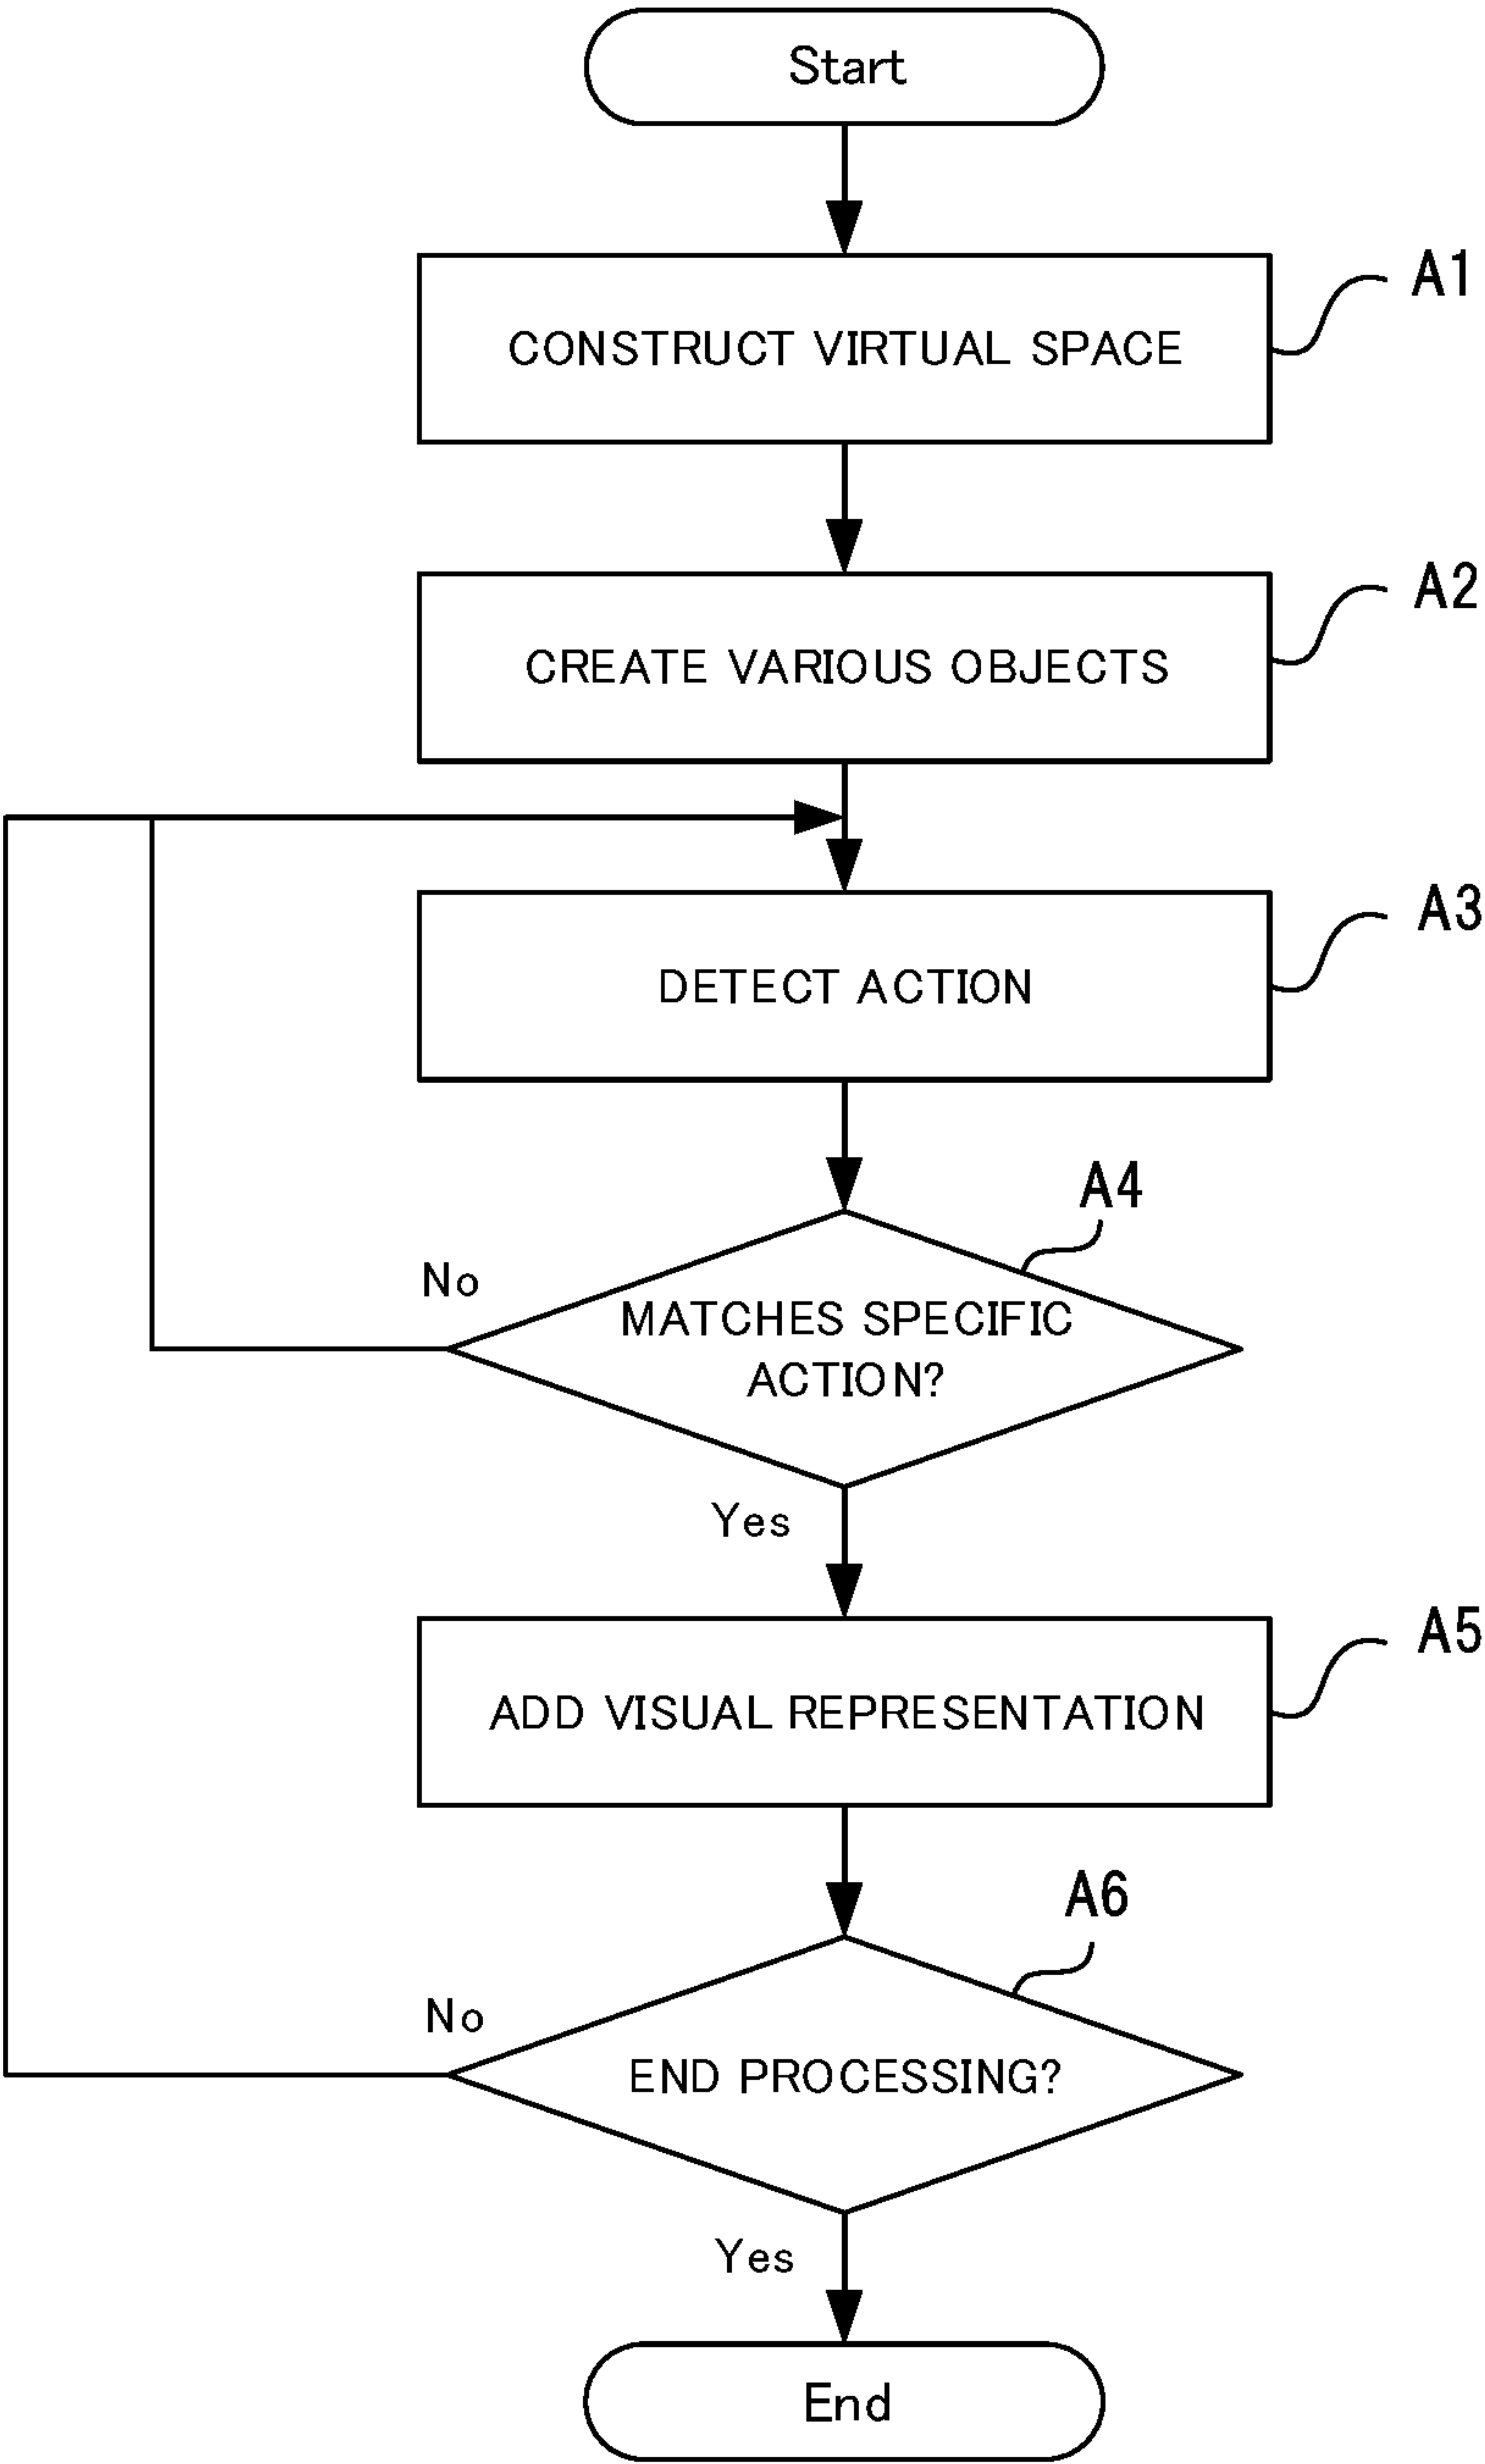 Start
A1
CONSTRUCT VIRTUAL SPACE
A2
CREATE VARIOUS OBJECTS
A3
DETECT ACTION
A4
No
MATCHES SPECIFIC
ACTION?
Yes
A5
ADD VISUAL REPRESENTATION
A6
No
END PROCESSING?
Yes
End